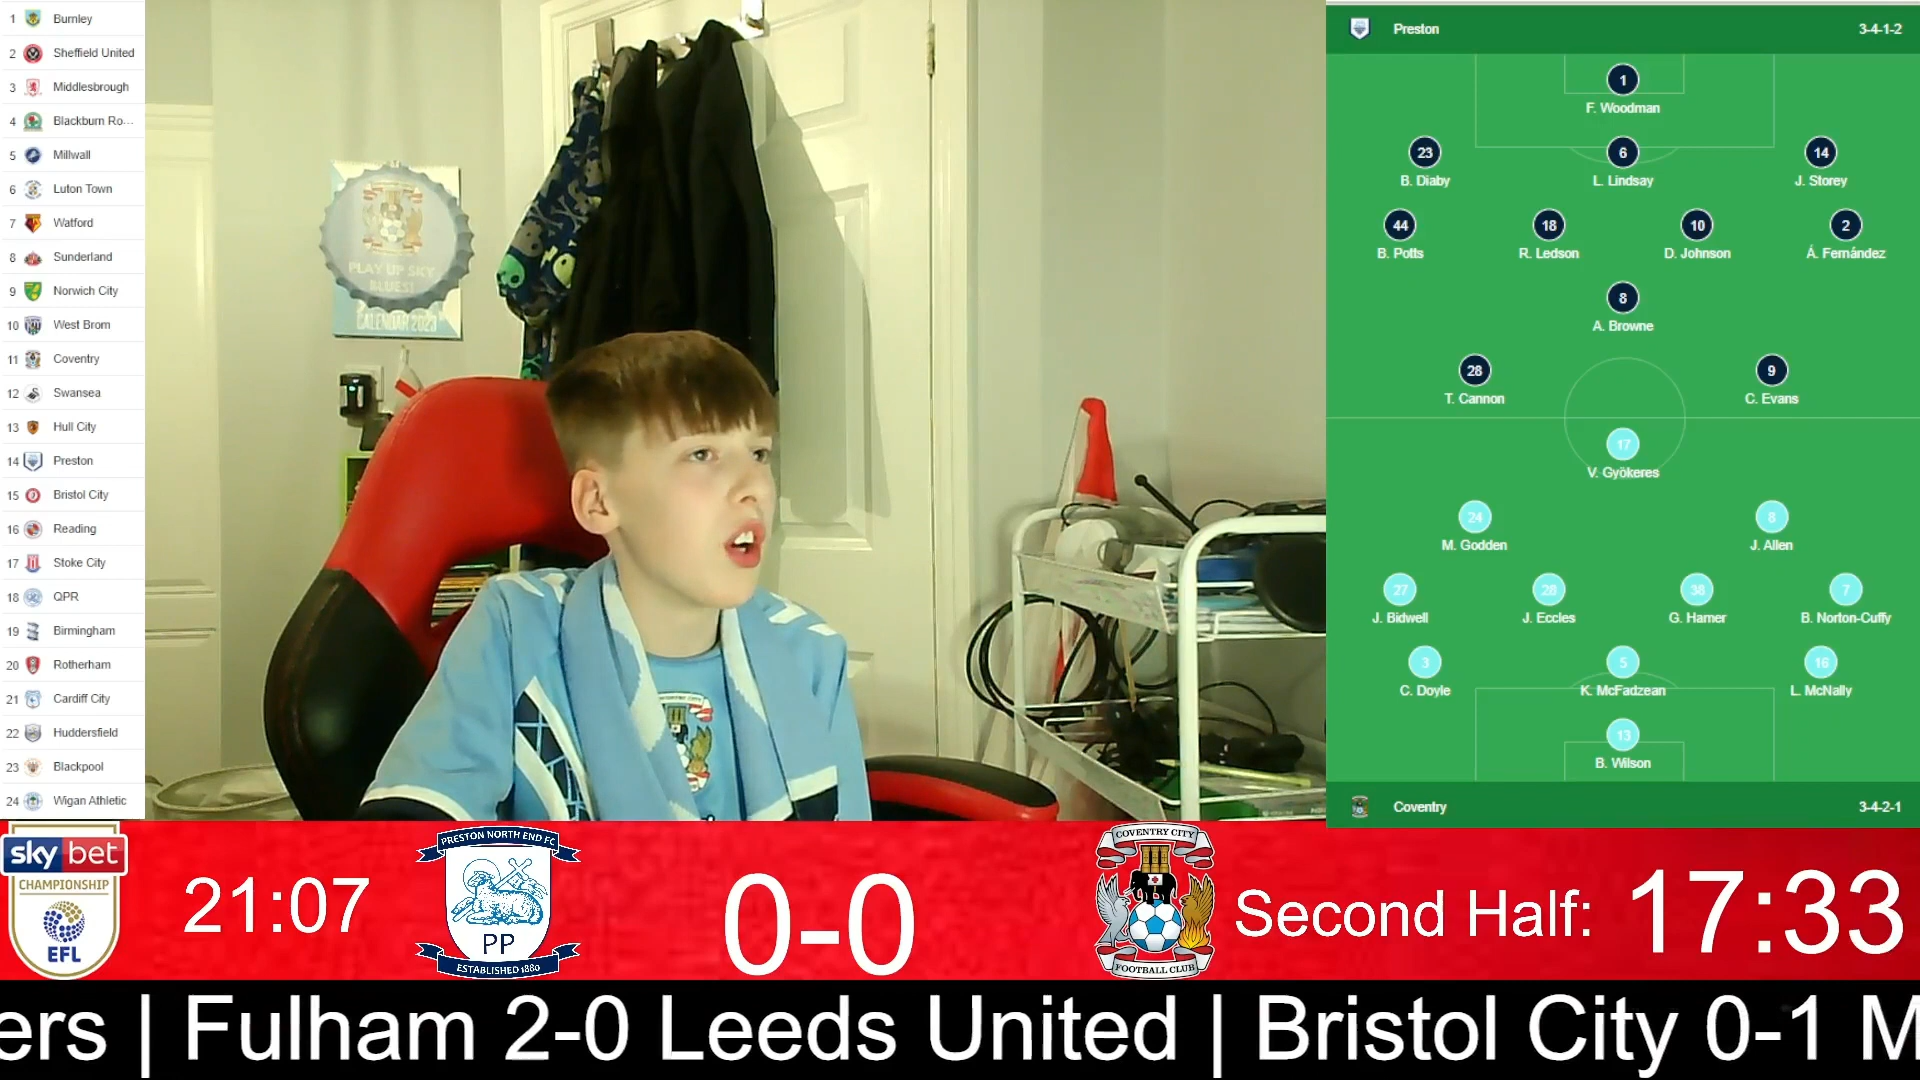 1 Burnley
2 Sheffield United
3 Middlesbrough
4 Blackburn Ro...
5 Millwall
6 Luton Town
7 Watford
8 Sunderland
9 Norwich City
10 West Brom
11 Coventry
12 Swansea
13 Hull City
14 Preston
15 Bristol City
16 Reading
17 Stoke City
18 QPR
19 Birmingham
20 Rotherham
21 Cardiff City
22 Huddersfield
23 Blackpool
24 Wigan Athletic
PLAY UP SKY
BLUES!
CALENDAR 2023
Preston 3-4-1-2
1
F. Woodman
23 6 14
B. Diaby L. Lindsay J. Storey
44 18 10 2
B. Potts R. Ledson D. Johnson Á. Fernández
8
A. Browne
28 9
T. Cannon C. Evans
17
V. Gyökeres
24 8
M. Godden J. Allen
27 28 38 7
J. Bidwell J. Eccles G. Hamer B. Norton-Cuffy
3 5 16
C. Doyle K. McFadzean L. McNally
13
B. Wilson
Coventry 3-4-2-1
sky bet
CHAMPIONSHIP
EFL
21:07
PRESTON NORTH END FC
PP
ESTABLISHED 1880
0-0
COVENTRY CITY
FOOTBALL CLUB
Second Half: 17:33
ers | Fulham 2-0 Leeds United | Bristol City 0-1 M